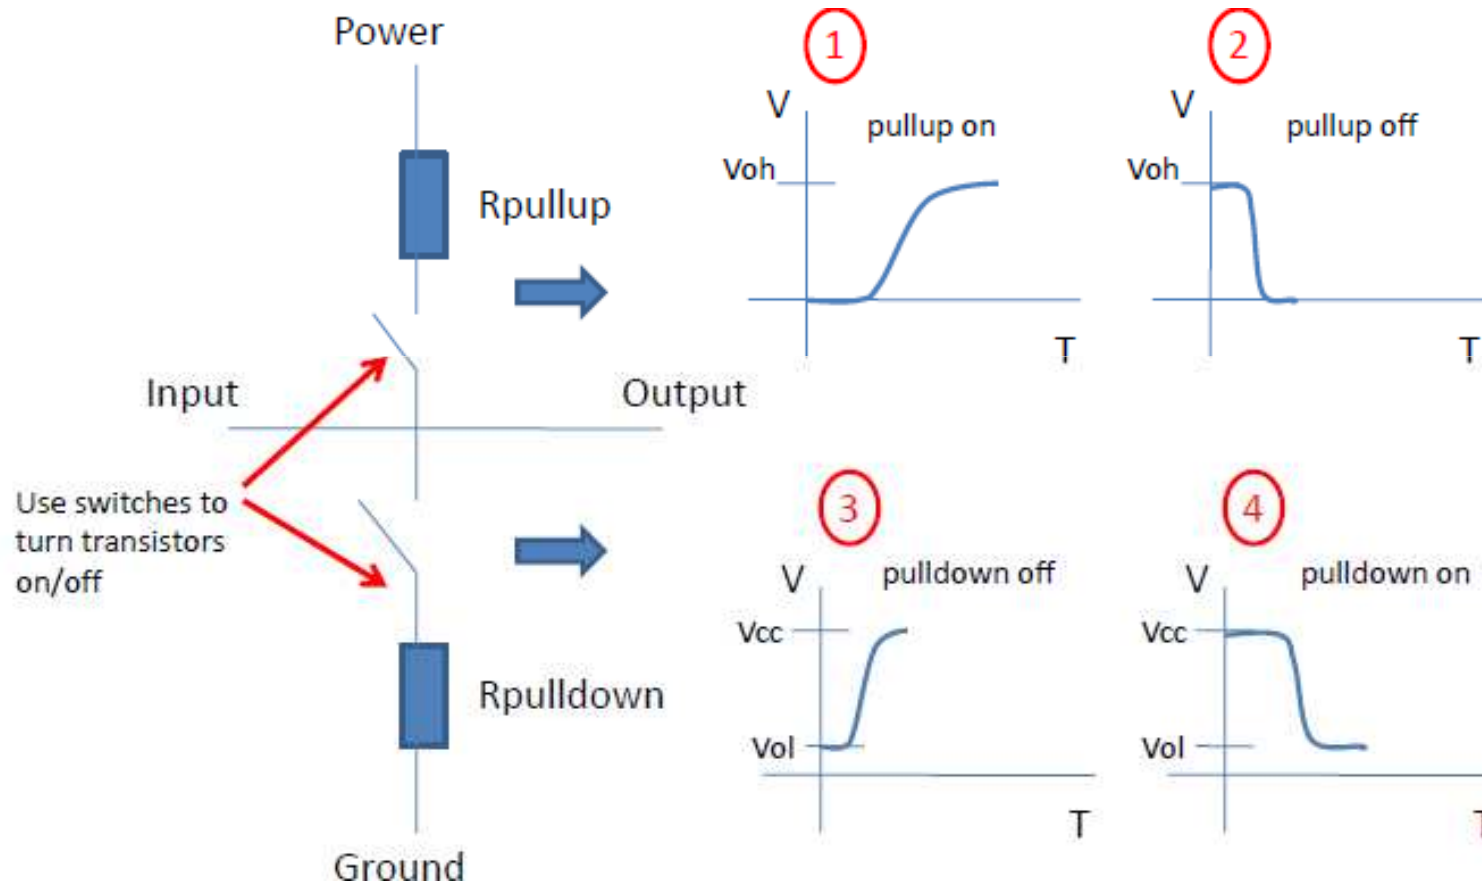 Power
Rpullup
Input
Output
Use switches to
turn transistors
on/off
Rpulldown
Ground
1
V
pullup on
Voh
T
2
V
pullup off
Voh
T
3
V
pulldown off
Vcc
Vol
T
4
V
pulldown on
Vcc
Vol
T